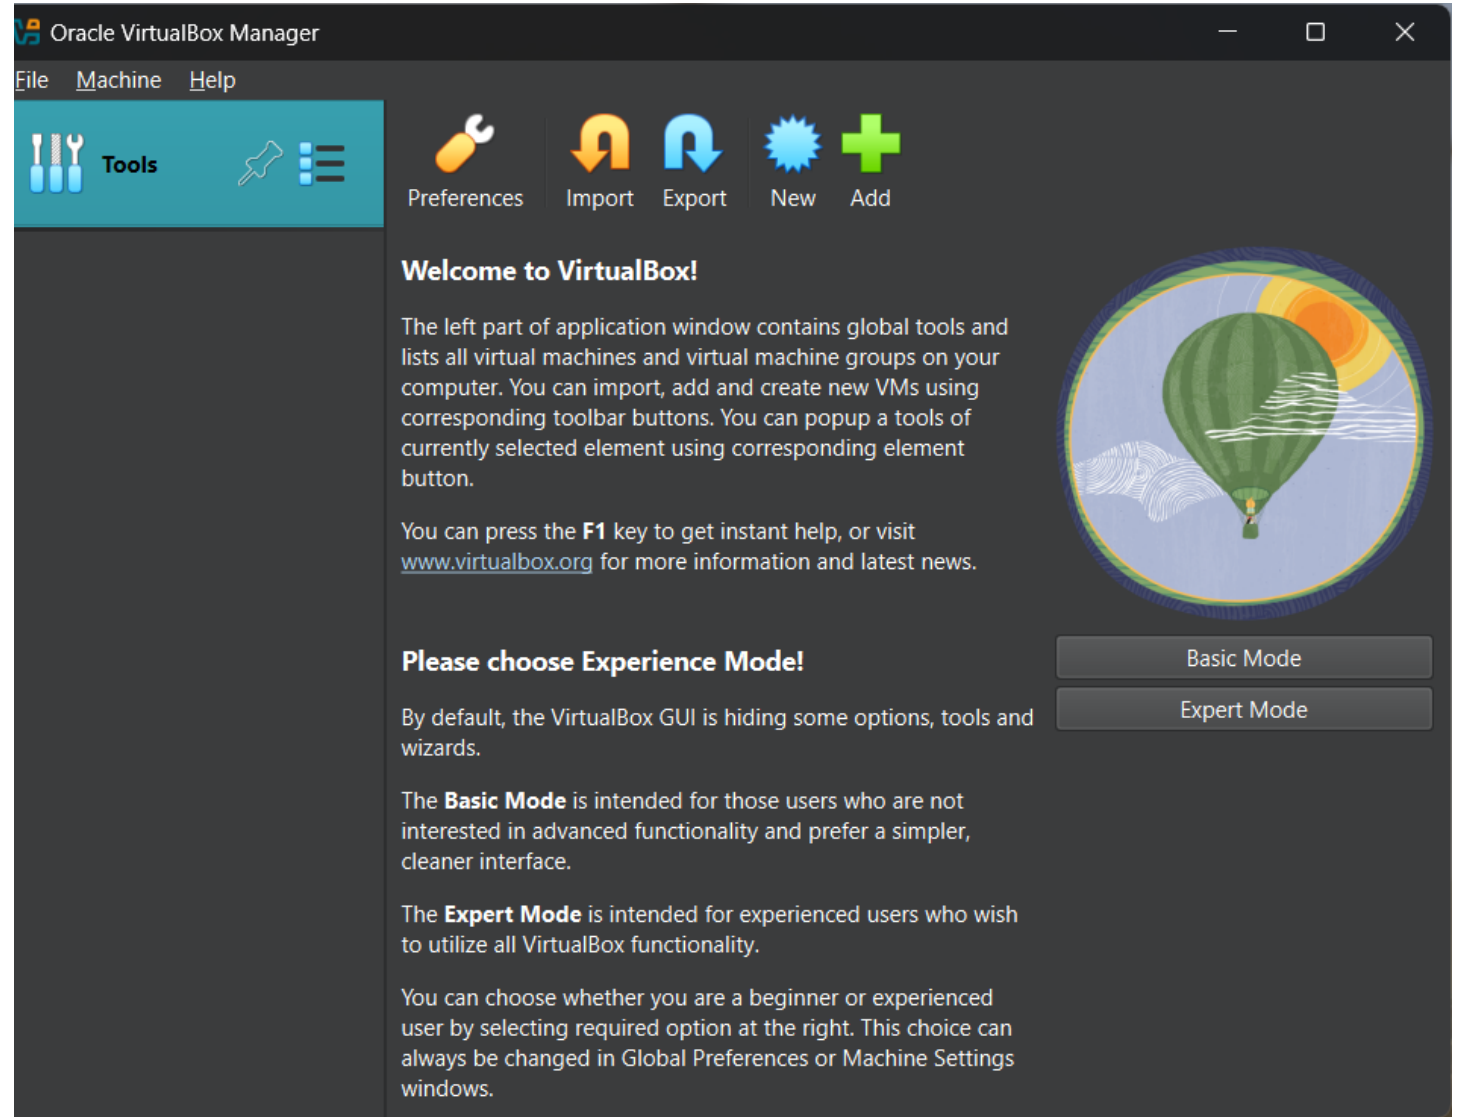 Oracle VirtualBox Manager
File Machine Help
Tools
Preferences Import Export New Add
Welcome to VirtualBox!
The left part of application window contains global tools and
lists all virtual machines and virtual machine groups on your
computer. You can import, add and create new VMs using
corresponding toolbar buttons. You can popup a tools of
currently selected element using corresponding element
button.
You can press the F1 key to get instant help, or visit
www.virtualbox.org for more information and latest news.
Please choose Experience Mode!
By default, the VirtualBox GUI is hiding some options, tools and
wizards.
The Basic Mode is intended for those users who are not
interested in advanced functionality and prefer a simpler,
cleaner interface.
The Expert Mode is intended for experienced users who wish
to utilize all VirtualBox functionality.
You can choose whether you are a beginner or experienced
user by selecting required option at the right. This choice can
always be changed in Global Preferences or Machine Settings
windows.
Basic Mode
Expert Mode